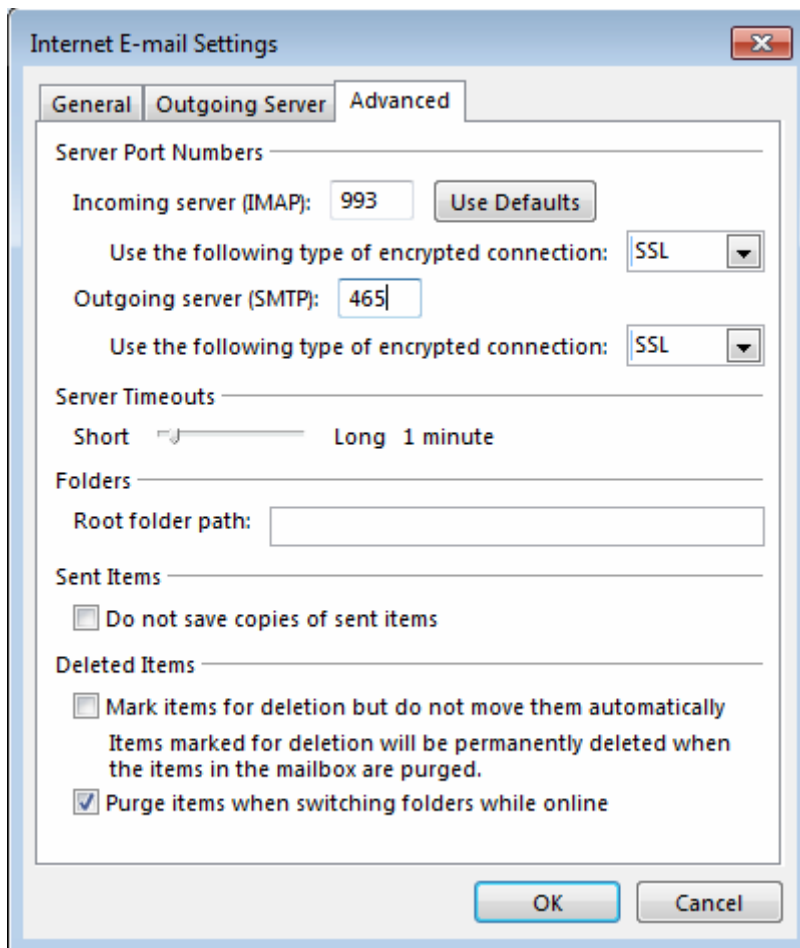 Internet E-mail Settings
General Outgoing Server Advanced
Server Port Numbers
Incoming server (IMAP): 993 Use Defaults
Use the following type of encrypted connection: SSL
Outgoing server (SMTP): 465
Use the following type of encrypted connection: SSL
Server Timeouts
Short Long 1 minute
Folders
Root folder path:
Sent Items
Do not save copies of sent items
Deleted Items
Mark items for deletion but do not move them automatically
Items marked for deletion will be permanently deleted when
the items in the mailbox are purged.
Purge items when switching folders while online
OK Cancel